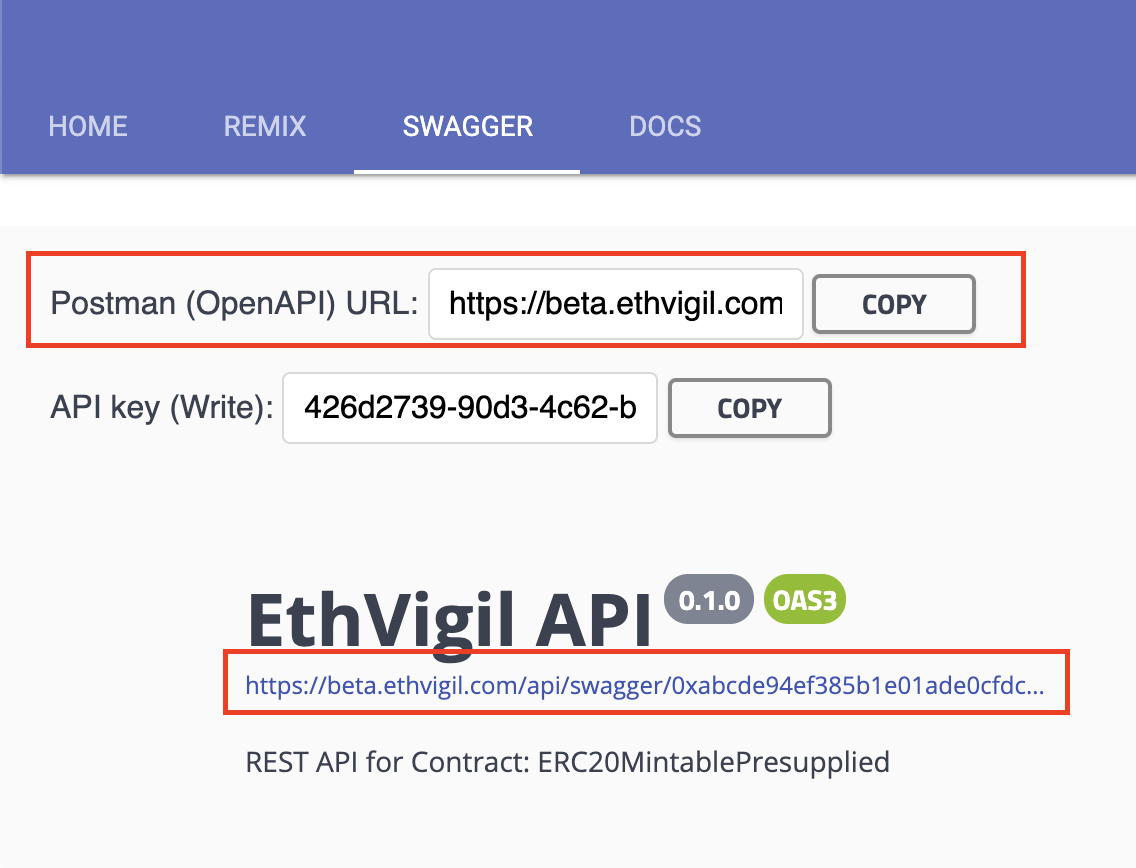 HOME REMIX SWAGGER DOCS
Postman (OpenAPI) URL: https://beta.ethvigil.com COPY
API key (Write): 426d2739-90d3-4c62-b COPY
EthVigil API 0.1.0 OAS3
https://beta.ethvigil.com/api/swagger/0xabcde94ef385b1e01ade0cfdc...
REST API for Contract: ERC20MintablePresupplied